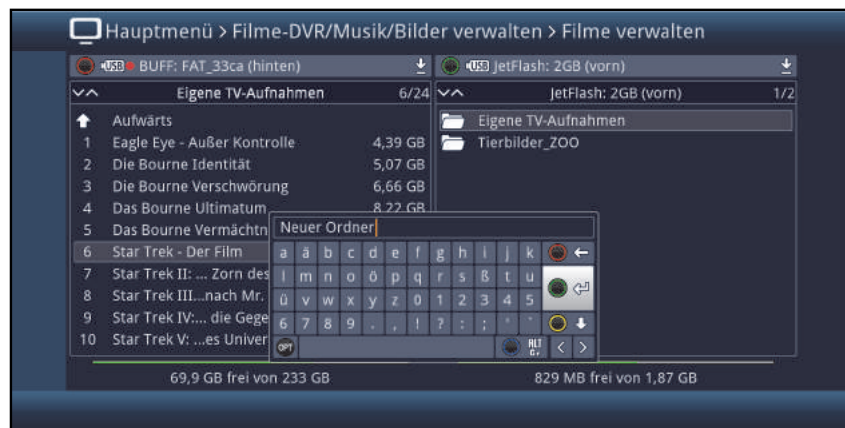 Hauptmenü > Filme-DVR/Musik/Bilder verwalten > Filme verwalten
USB BUFF: FAT_33ca (hinten)
Eigene TV-Aufnahmen 6/24
Aufwärts
1 Eagle Eye - Außer Kontrolle 4,39 GB
2 Die Bourne Identität 5,07 GB
3 Die Bourne Verschwörung 6,66 GB
4 Das Bourne Ultimatum 8,22 GB
5 Das Bourne Vermächtn
6 Star Trek - Der Film
7 Star Trek II: ... Zorn des
8 Star Trek III...nach Mr.
9 Star Trek IV:... die Gege
10 Star Trek V: ...es Univer
69,9 GB frei von 233 GB
USB JetFlash: 2GB (vorn)
JetFlash: 2GB (vorn) 1/2
Eigene TV-Aufnahmen
Tierbilder_ZOO
829 MB frei von 1,87 GB
Neuer Ordner
a ä b c d e f g h i j k
l m n o ö p q r s ß t u
ü v w x y z 0 1 2 3 4 5
6 7 8 9 . , ! ? : ; " '
OPT ALT < >